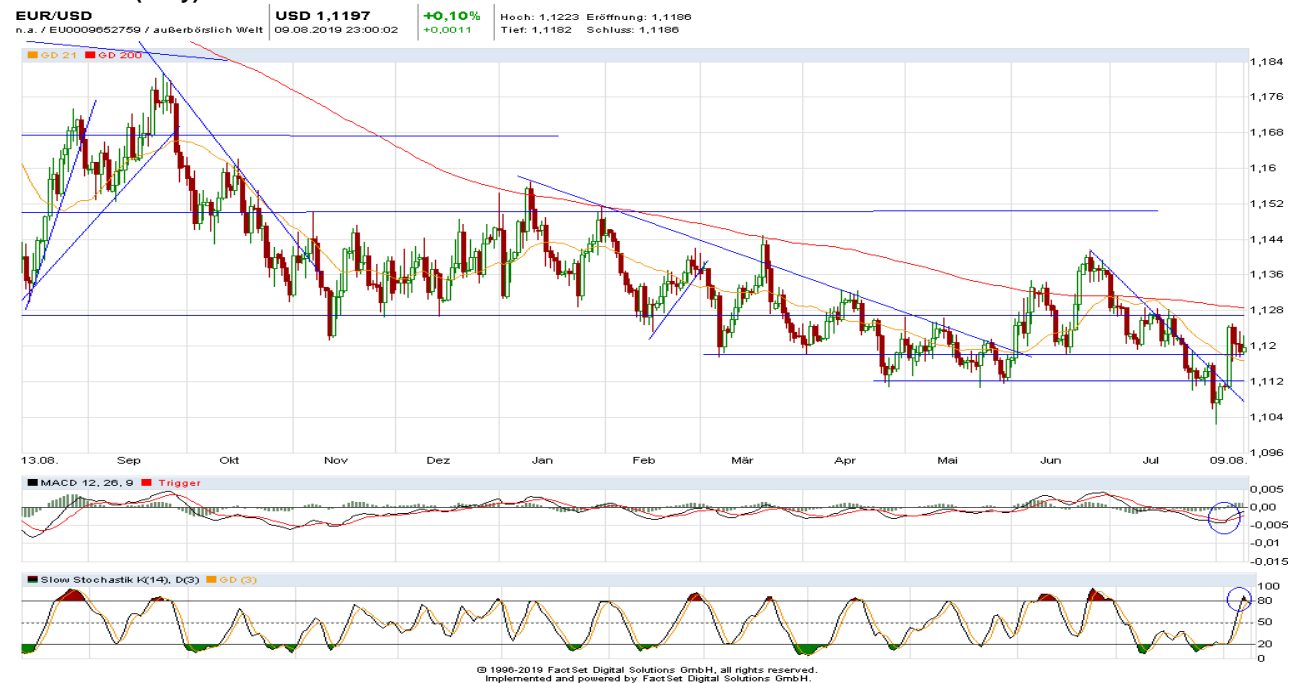 EUR/USD
n.a. / EU0009652759 / außerbörslich Welt
USD 1,1197
09.08.2019 23:00:02
+0,10%
+0,0011
Hoch: 1,1223 Eröffnung: 1,1186
Tief: 1,1182 Schluss: 1,1186
GD 21 GD 200
1,184
1,176
1,168
1,16
1,152
1,144
1,136
1,128
1,12
1,112
1,104
1,096
13.08. Sep Okt Nov Dez Jan Feb Mär Apr Mai Jun Jul 09.08.
MACD 12, 26, 9 Trigger
0,005
0,00
-0,005
-0,01
-0,015
Slow Stochastik K(14), D(3) GD (3)
100
80
50
20
0
© 1996-2019 FactSet Digital Solutions GmbH, all rights reserved.
Implemented and powered by FactSet Digital Solutions GmbH.